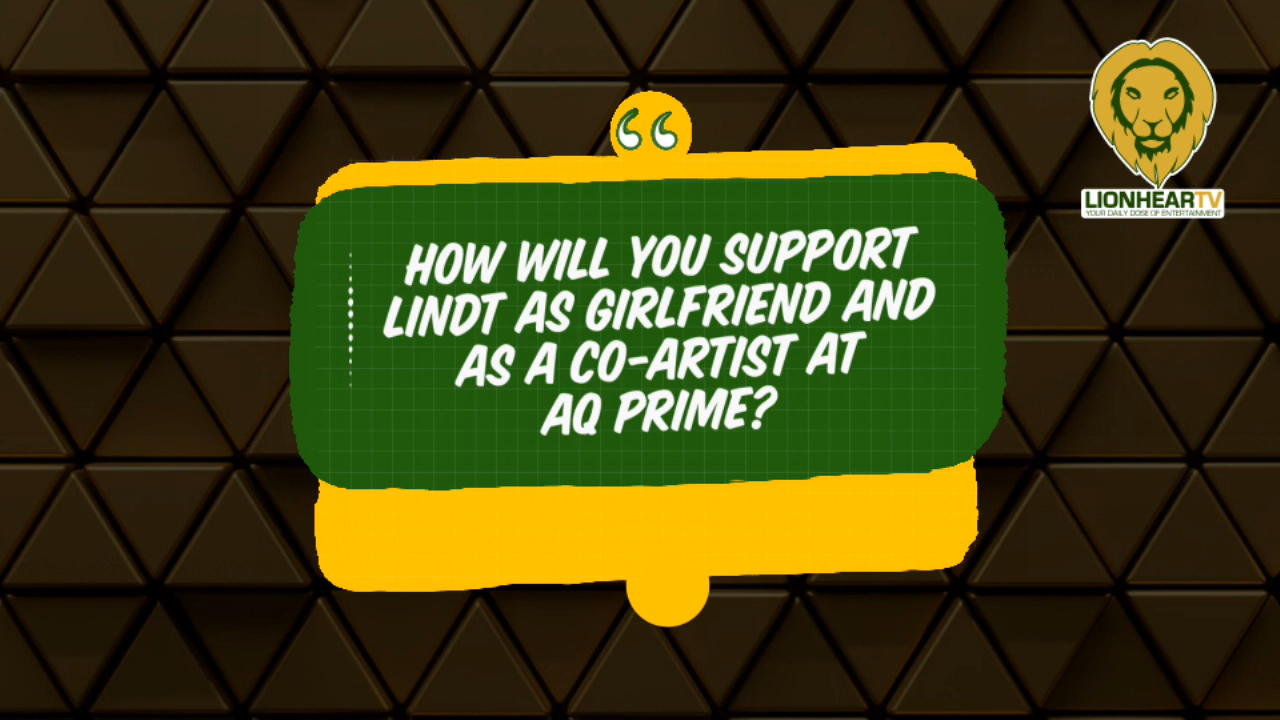 HOW WILL YOU SUPPORT
LINDT AS GIRLFRIEND AND
AS A CO-ARTIST AT
AQ PRIME?
LIONHEARTV
YOUR DAILY DOSE OF ENTERTAINMENT